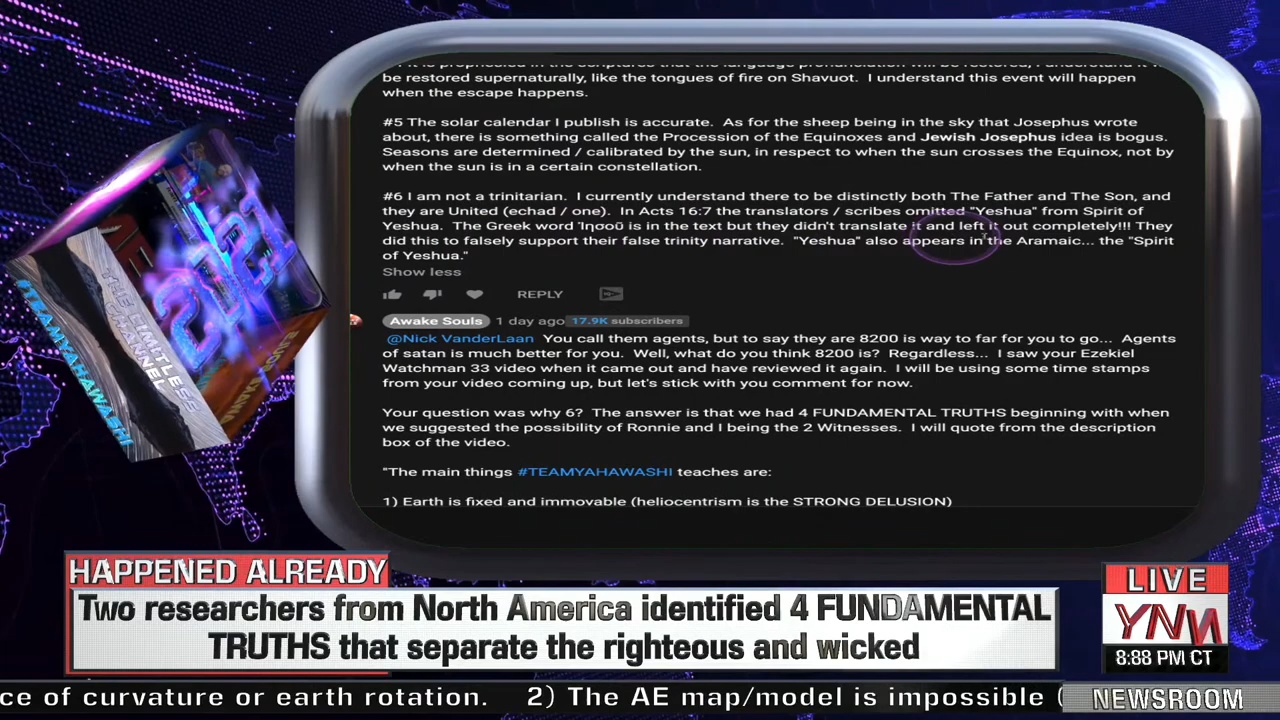 be restored supernaturally, like the tongues of fire on Shavuot. I understand this event will happen
when the escape happens.
#5 The solar calendar I publish is accurate. As for the sheep being in the sky that Josephus wrote
about, there is something called the Procession of the Equinoxes and Jewish Josephus idea is bogus.
Seasons are determined / calibrated by the sun, in respect to when the sun crosses the Equinox, not by
when the sun is in a certain constellation.
#6 I am not a trinitarian. I currently understand there to be distinctly both The Father and The Son, and
they are United (echad / one). In Acts 16:7 the translators / scribes omitted "Yeshua" from Spirit of
Yeshua. The Greek word Ἰησοῦ is in the text but they didn't translate it and left it out completely!!! They
did this to falsely support their false trinity narrative. "Yeshua" also appears in the Aramaic... the "Spirit
of Yeshua."
Show less
REPLY
Awake Souls 1 day ago 17.9K subscribers
@Nick VanderLaan You call them agents, but to say they are 8200 is way to far for you to go... Agents
of satan is much better for you. Well, what do you think 8200 is? Regardless... I saw your Ezekiel
Watchman 33 video when it came out and have reviewed it again. I will be using some time stamps
from your video coming up, but let's stick with you comment for now.
Your question was why 6? The answer is that we had 4 FUNDAMENTAL TRUTHS beginning with when
we suggested the possibility of Ronnie and I being the 2 Witnesses. I will quote from the description
box of the video.
"The main things #TEAMYAHAWASHI teaches are:
1) Earth is fixed and immovable (heliocentrism is the STRONG DELUSION)
2021
THE LIMITLESS
CHANNEL
#TEAMYAHAWASHI
HAPPENED ALREADY
Two researchers from North America identified 4 FUNDAMENTAL
TRUTHS that separate the righteous and wicked
LIVE
YNN
8:88 PM CT
ce of curvature or earth rotation. 2) The AE map/model is impossible (
NEWSROOM